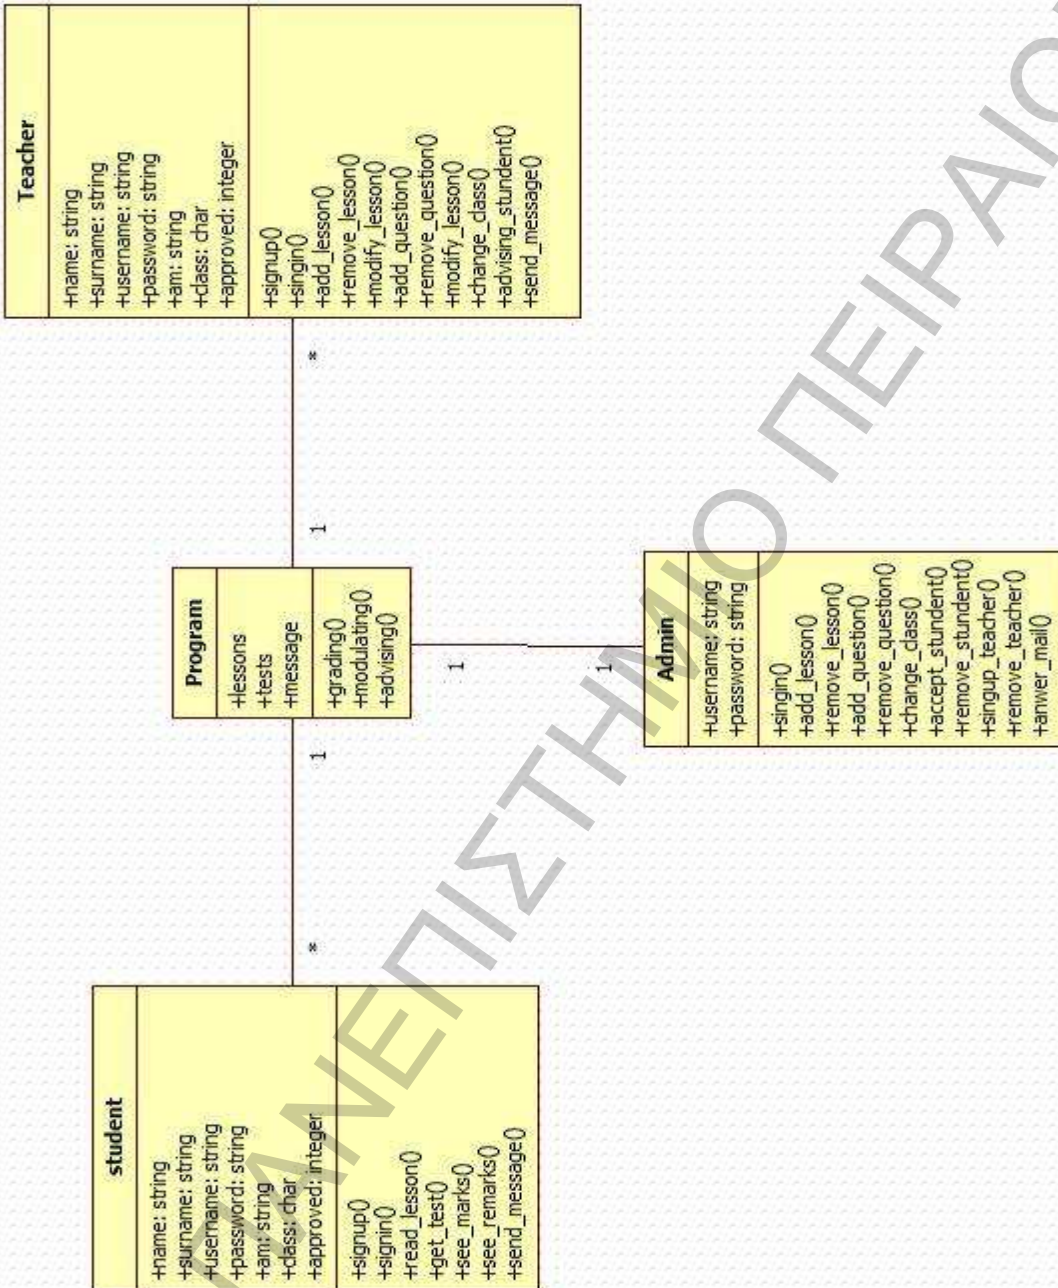 student
+name: string
+surname: string
+username: string
+password: string
+am: string
+class: char
+approved: integer
+signup()
+signin()
+read_lesson()
+get_test()
+see_marks()
+see_remarks()
+send_message()
*
1
Program
+lessons
+tests
+message
+grading()
+modulating()
+advising()
1
*
Teacher
+name: string
+surname: string
+username: string
+password: string
+am: string
+class: char
+approved: integer
+signup()
+singin()
+add_lesson()
+remove_lesson()
+modify_lesson()
+add_question()
+remove_question()
+modify_lesson()
+change_class()
+advising_stundent()
+send_message()
1
1
Admin
+username: string
+password: string
+singin()
+add_lesson()
+remove_lesson()
+add_question()
+remove_question()
+change_class()
+accept_stundent()
+remove_stundent()
+singup_teacher()
+remove_teacher()
+anwer_mail()
ΠΑΝΕΠΙΣΤΗΜΙΟ ΠΕΙΡΑΙΩ